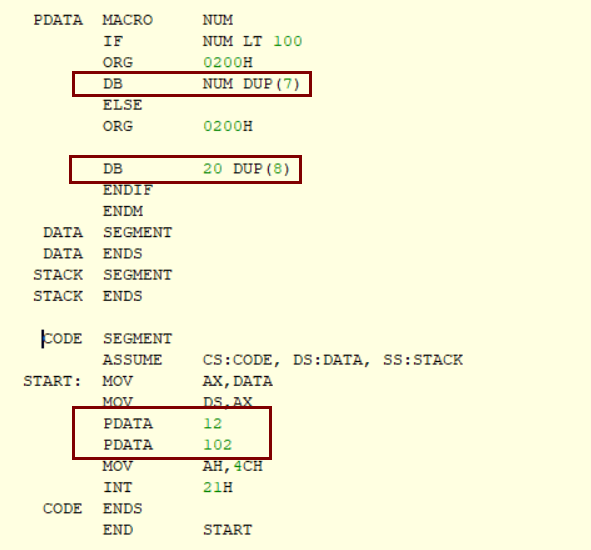 PDATA MACRO NUM
IF NUM LT 100
ORG 0200H
DB NUM DUP(7)
ELSE
ORG 0200H
DB 20 DUP(8)
ENDIF
ENDM
DATA SEGMENT
DATA ENDS
STACK SEGMENT
STACK ENDS
CODE SEGMENT
ASSUME CS:CODE, DS:DATA, SS:STACK
START: MOV AX,DATA
MOV DS,AX
PDATA 12
PDATA 102
MOV AH,4CH
INT 21H
CODE ENDS
END START